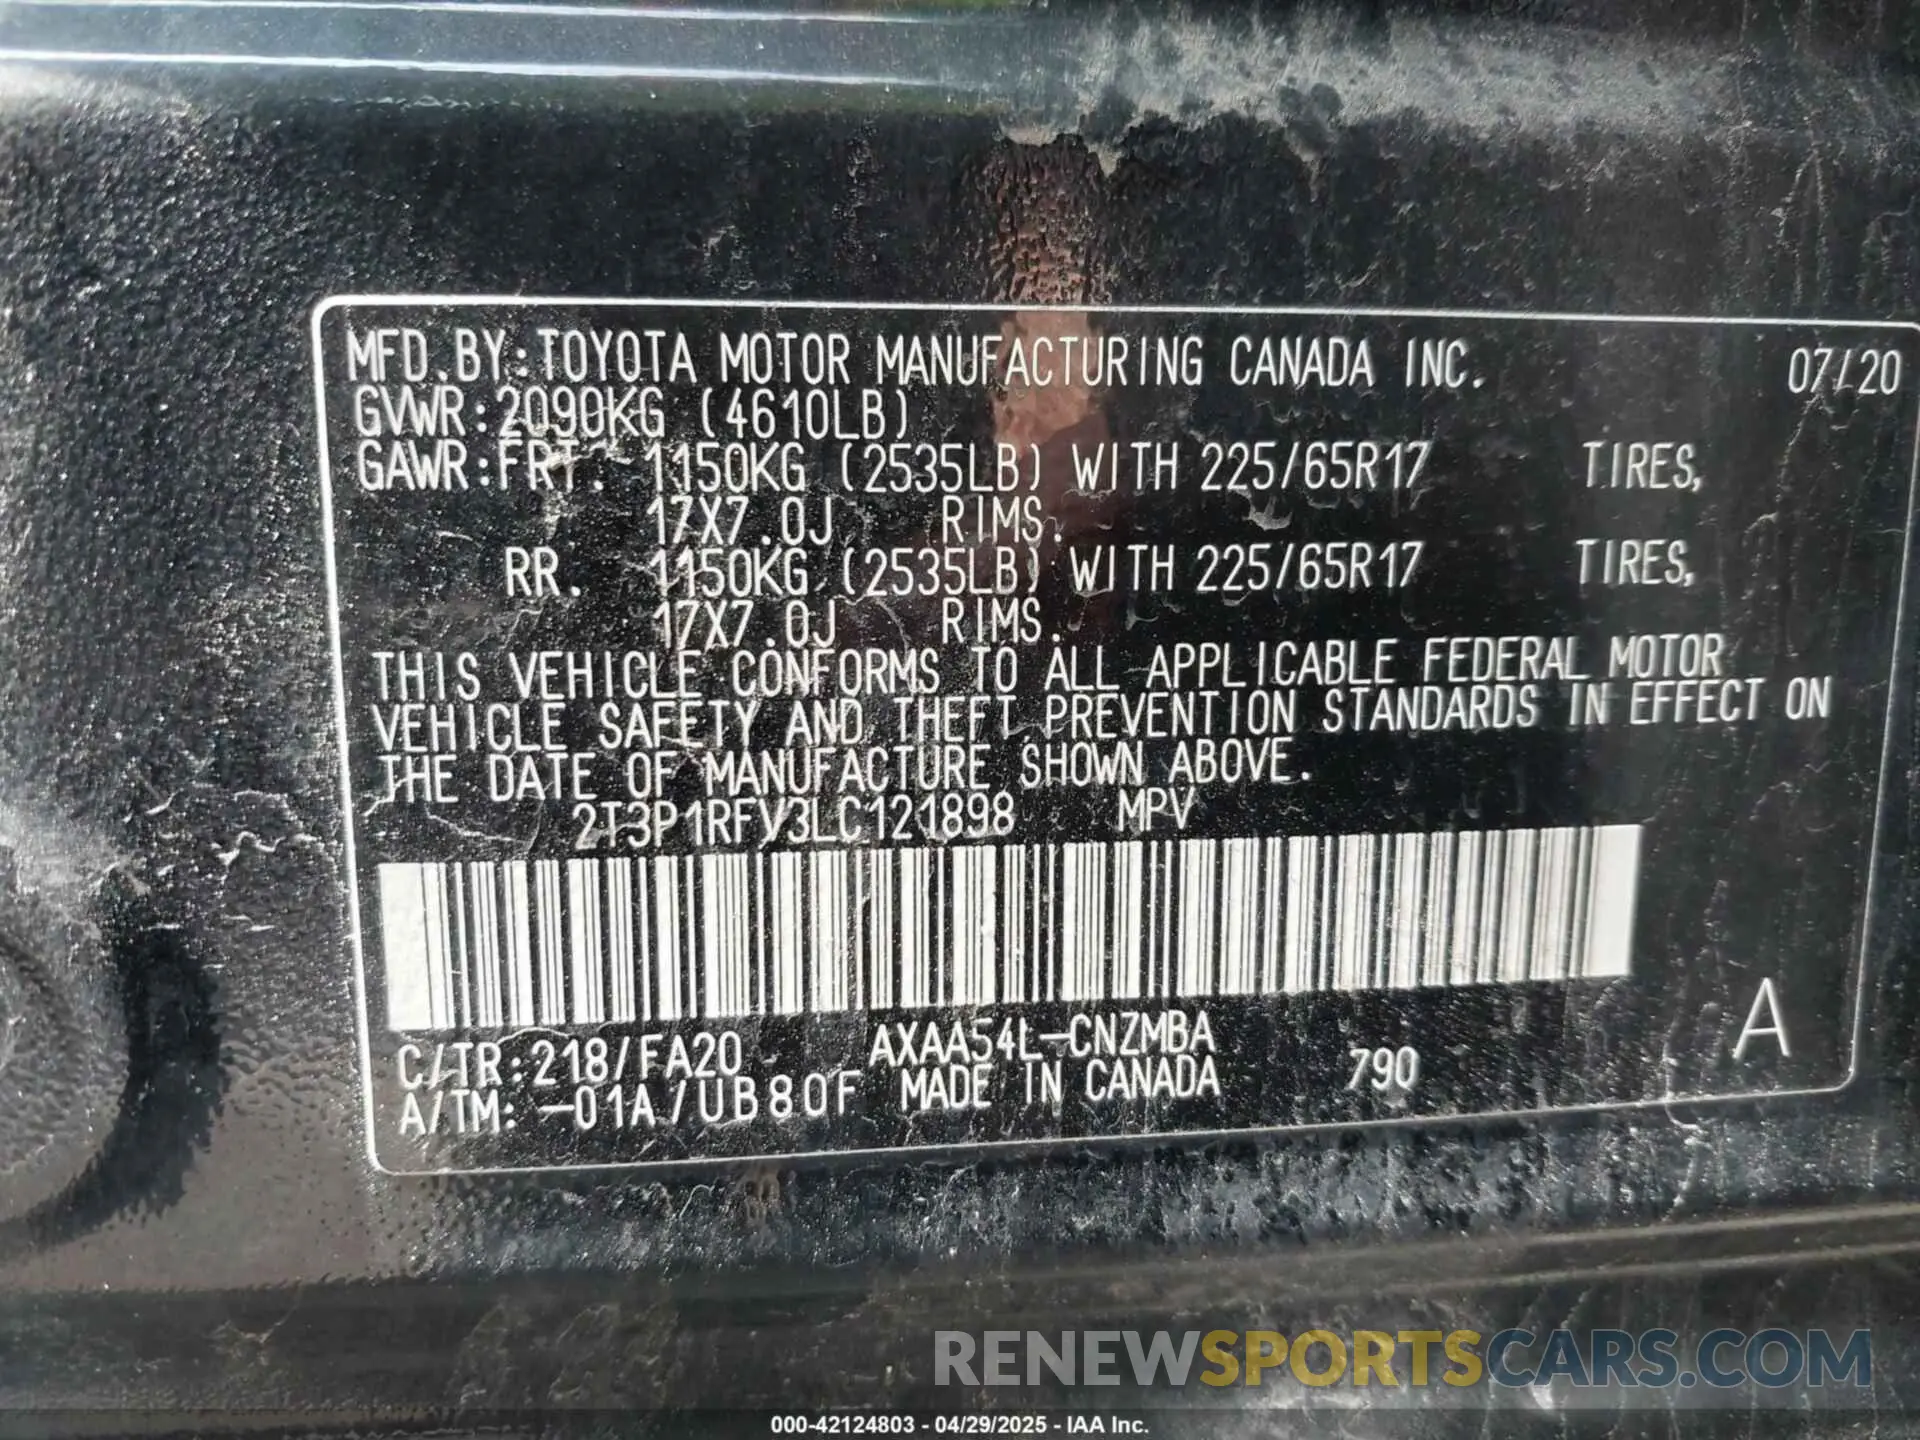 MFD. BY: TOYOTA MOTOR MANUFACTURING CANADA INC. 07/20
GVWR: 2090KG (4610LB)
GAWR: FRT. 1150KG (2535LB) WITH 225/65R17 TIRES,
17X7.0J RIMS.
RR. 1150KG (2535LB) WITH 225/65R17 TIRES,
17X7.0J RIMS.
THIS VEHICLE CONFORMS TO ALL APPLICABLE FEDERAL MOTOR
VEHICLE SAFETY AND THEFT PREVENTION STANDARDS IN EFFECT ON
THE DATE OF MANUFACTURE SHOWN ABOVE.
2T3P1RFV3LC121898 MPV
C/TR: 218/FA20 AXAA54L-CNZMBA
A/TM: -01A/UB80F MADE IN CANADA 790 A
RENEWSPORTSCARS.COM
000-42124803 - 04/29/2025 - IAA Inc.